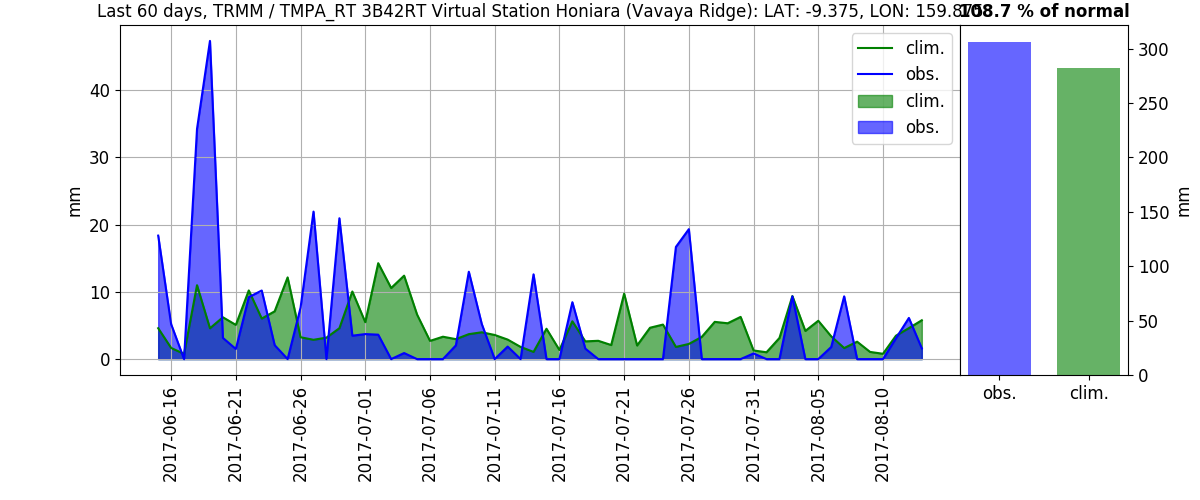 Last 60 days, TRMM / TMPA_RT 3B42RT Virtual Station Honiara (Vavaya Ridge): LAT: -9.375, LON: 159.875
108.7 % of normal
clim.
obs.
clim.
obs.
mm
40
30
20
10
0
300
250
200
150
100
50
0
mm
obs.
clim.
2017-06-16
2017-06-21
2017-06-26
2017-07-01
2017-07-06
2017-07-11
2017-07-16
2017-07-21
2017-07-26
2017-07-31
2017-08-05
2017-08-10